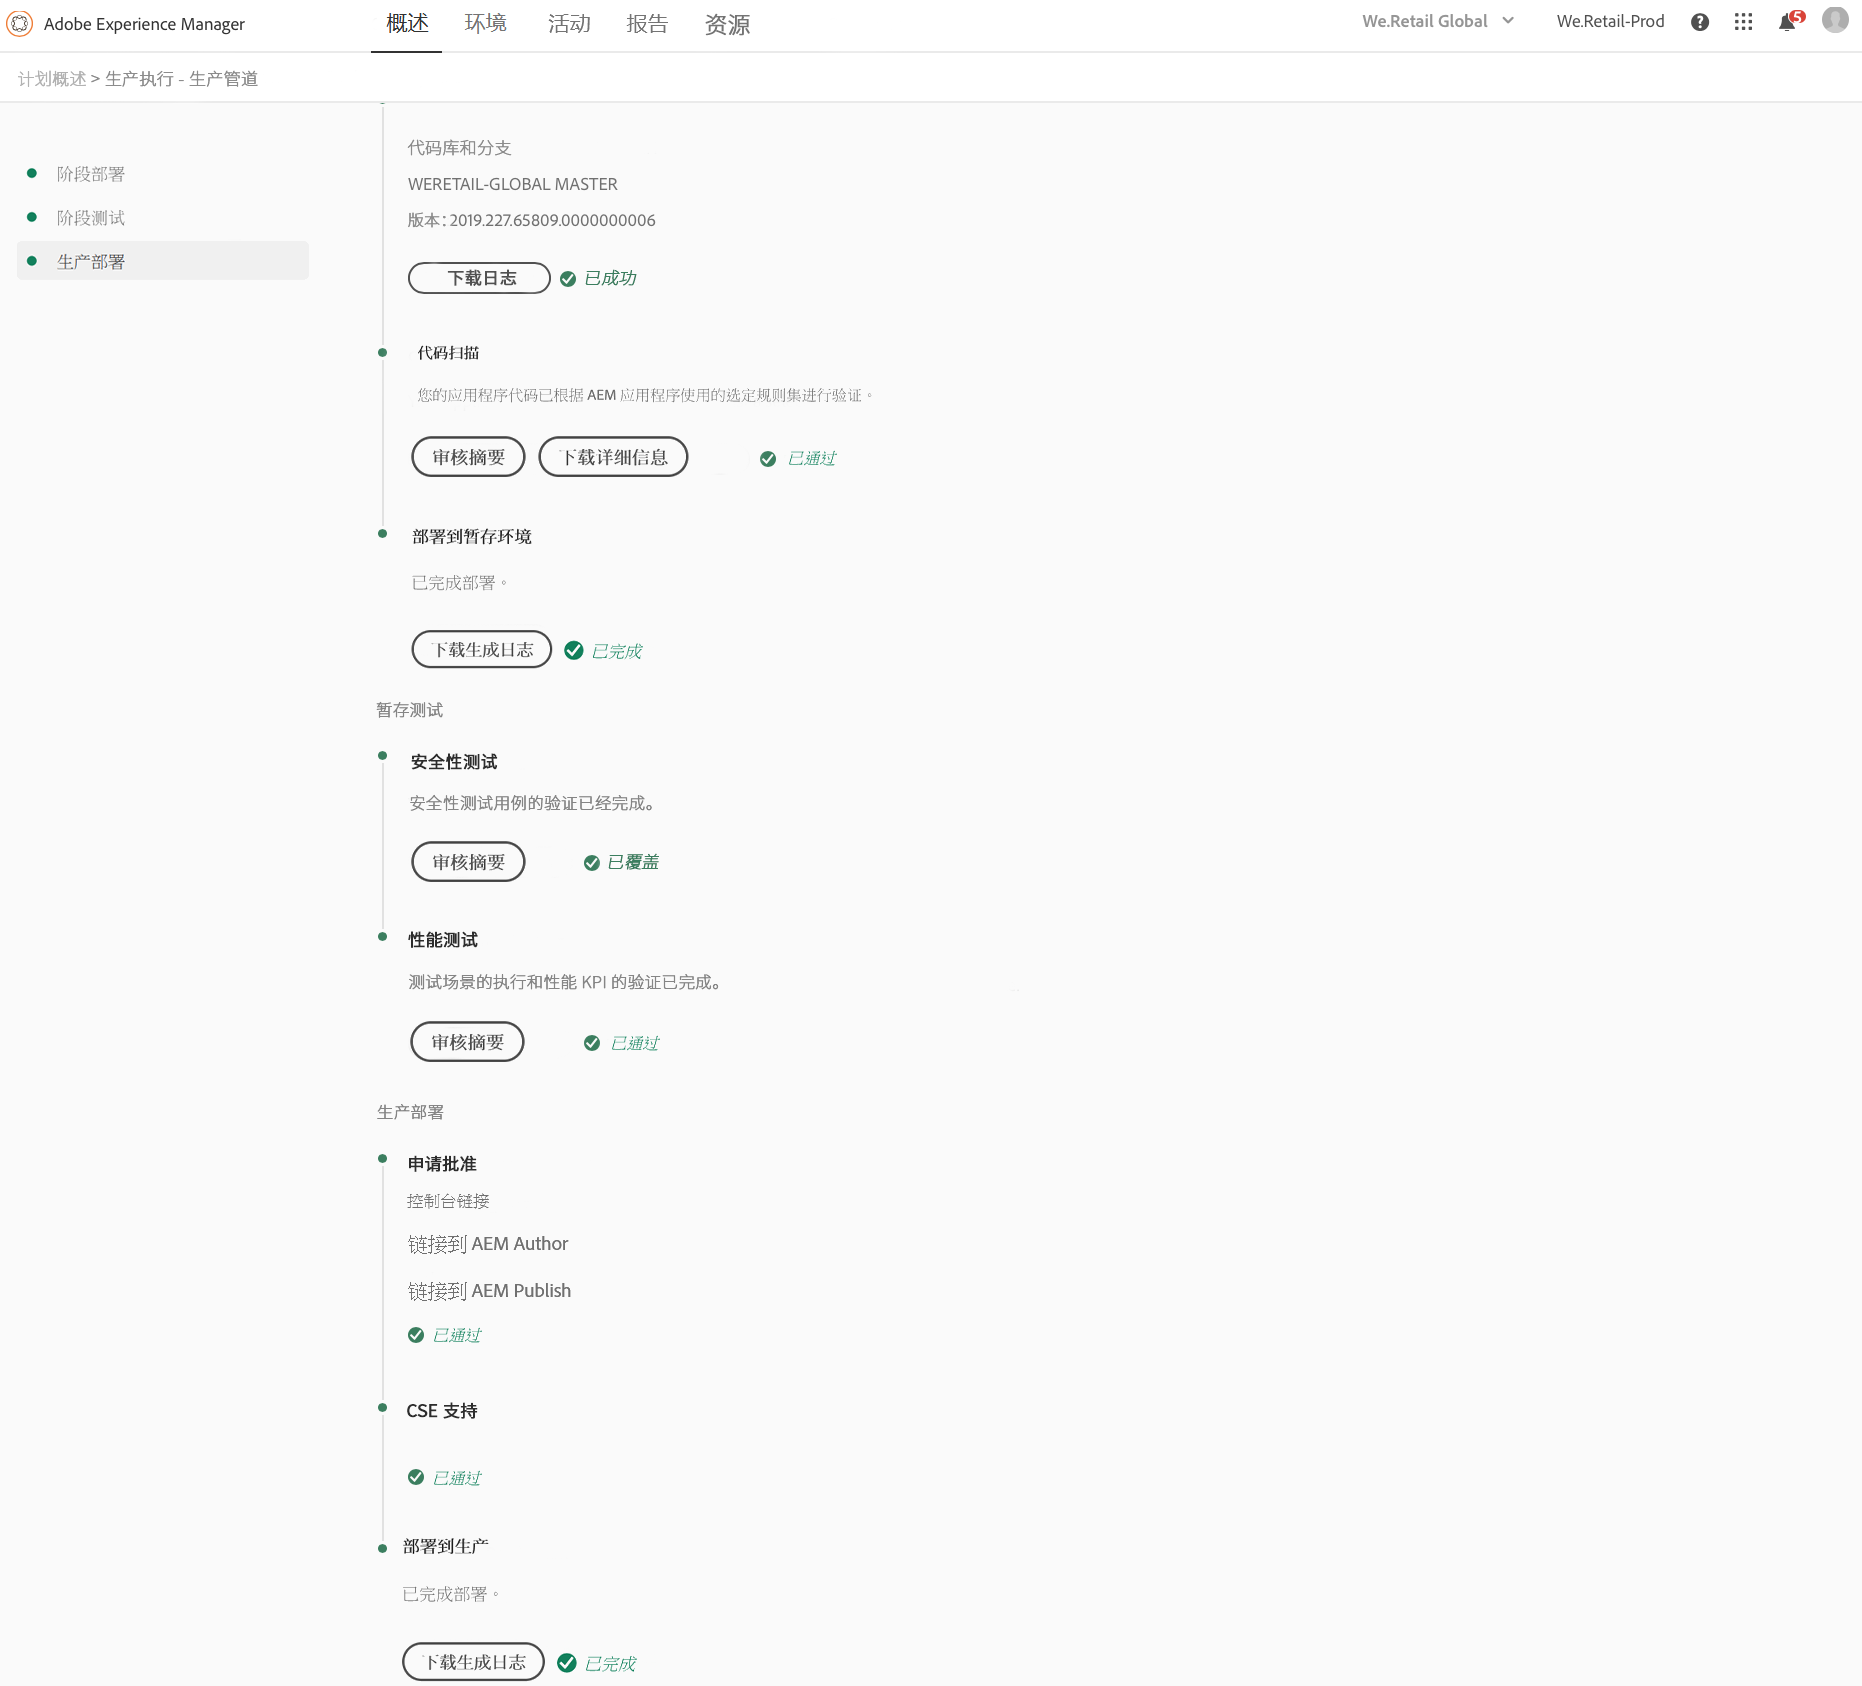 Adobe Experience Manager
概述 环境 活动 报告 资源
We.Retail Global
We.Retail-Prod
5
计划概述 > 生产执行 - 生产管道
阶段部署
阶段测试
生产部署
代码库和分支
WERETAIL-GLOBAL MASTER
版本: 2019.227.65809.0000000006
下载日志 已成功
代码扫描
您的应用程序代码已根据 AEM 应用程序使用的选定规则集进行验证。
审核摘要 下载详细信息 已通过
部署到暂存环境
已完成部署。
下载生成日志 已完成
暂存测试
安全性测试
安全性测试用例的验证已经完成。
审核摘要 已覆盖
性能测试
测试场景的执行和性能 KPI 的验证已完成。
审核摘要 已通过
生产部署
申请批准
控制台链接
链接到 AEM Author
链接到 AEM Publish
已通过
CSE 支持
已通过
部署到生产
已完成部署。
下载生成日志 已完成